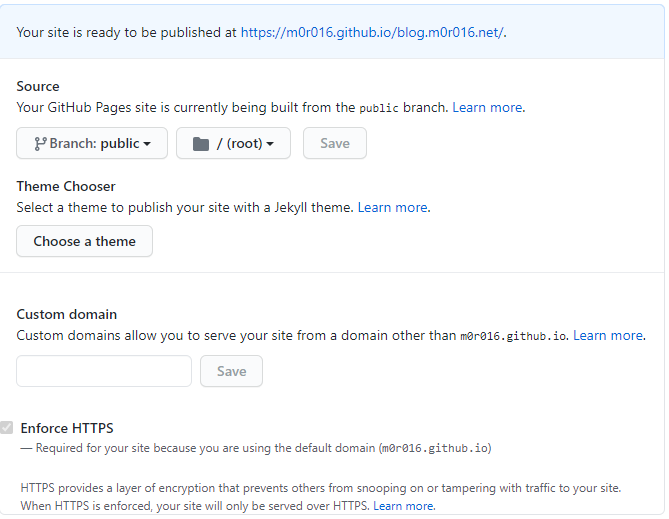 Your site is ready to be published at https://m0r016.github.io/blog.m0r016.net/.
Source
Your GitHub Pages site is currently being built from the public branch. Learn more.
Branch: public
/ (root)
Save
Theme Chooser
Select a theme to publish your site with a Jekyll theme. Learn more.
Choose a theme
Custom domain
Custom domains allow you to serve your site from a domain other than m0r016.github.io. Learn more.
Save
Enforce HTTPS
— Required for your site because you are using the default domain (m0r016.github.io)
HTTPS provides a layer of encryption that prevents others from snooping on or tampering with traffic to your site.
When HTTPS is enforced, your site will only be served over HTTPS. Learn more.